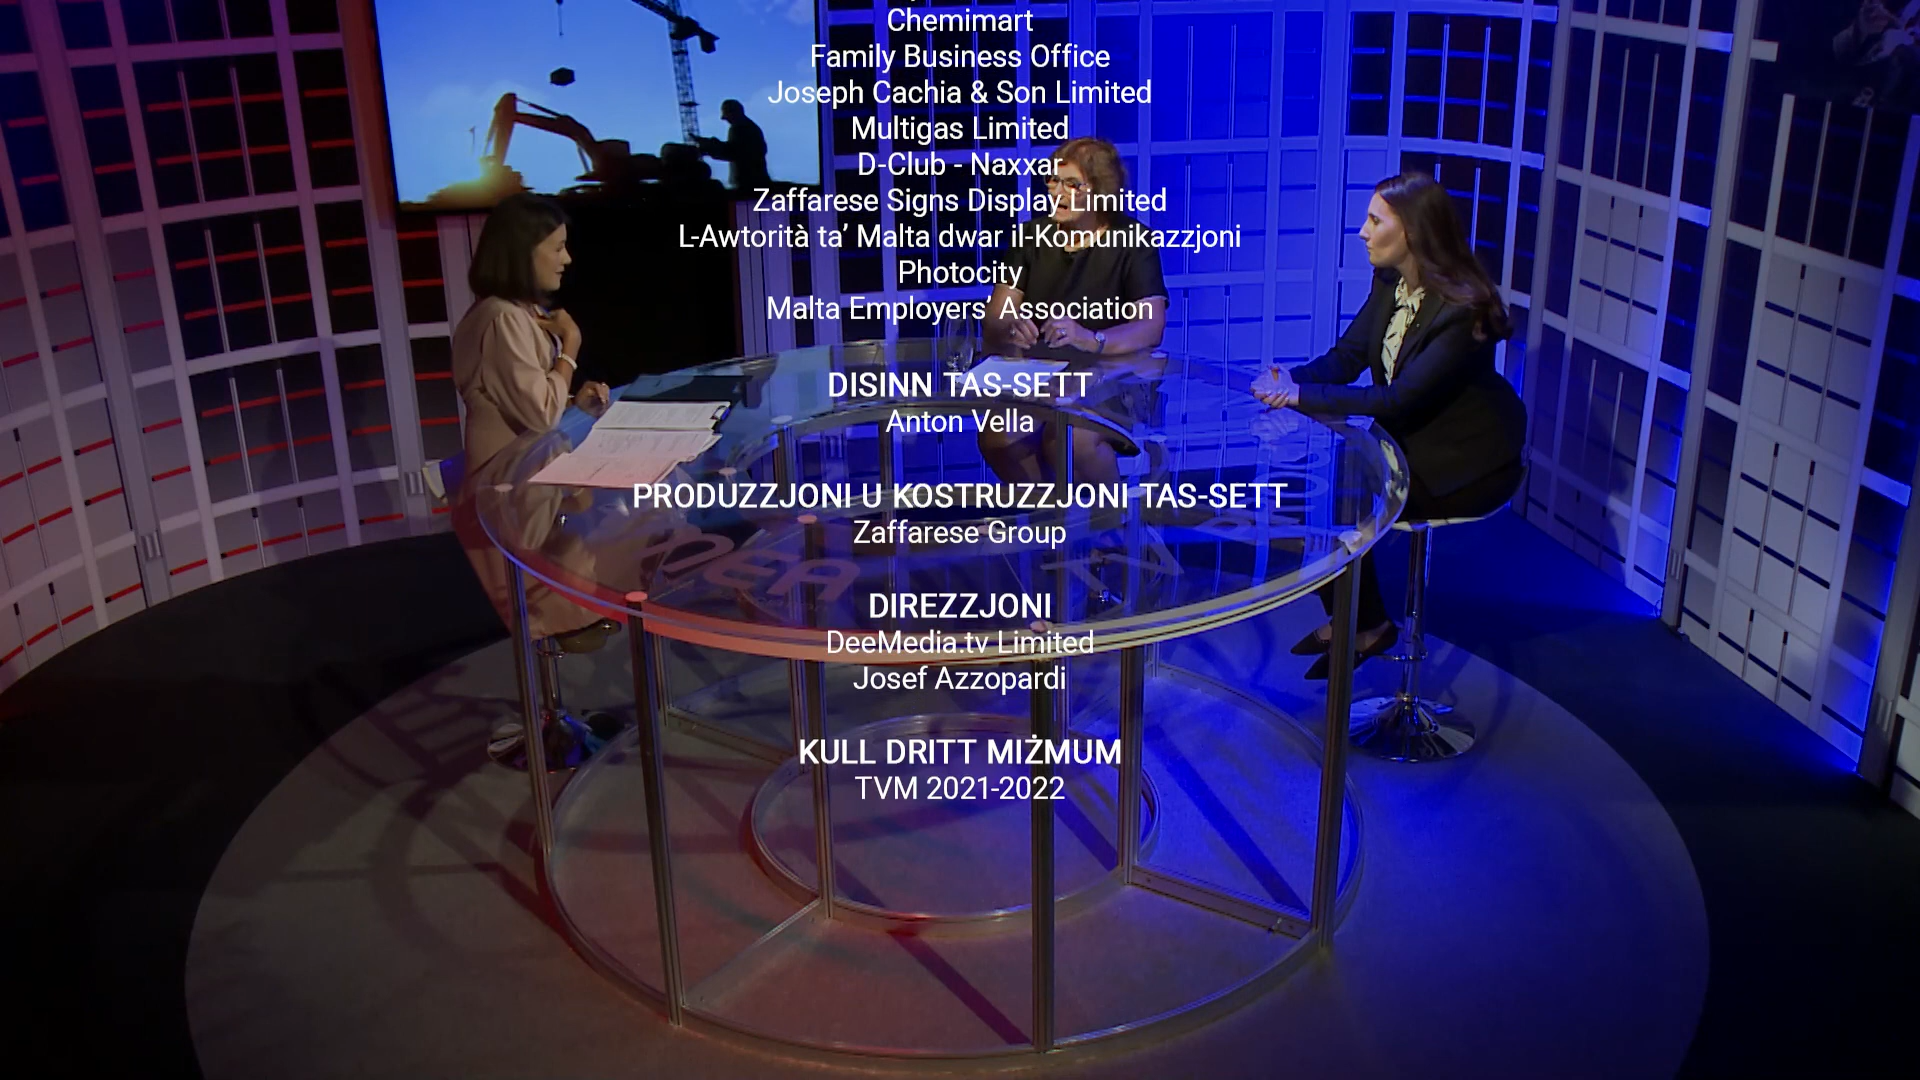 Chemimart
Family Business Office
Joseph Cachia & Son Limited
Multigas Limited
D-Club - Naxxar
Zaffarese Signs Display Limited
L-Awtorità ta’ Malta dwar il-Komunikazzjoni
Photocity
Malta Employers’ Association
DISINN TAS-SETT
Anton Vella
PRODUZZJONI U KOSTRUZZJONI TAS-SETT
Zaffarese Group
DIREZZJONI
DeeMedia.tv Limited
Josef Azzopardi
KULL DRITT MIŻMUM
TVM 2021-2022